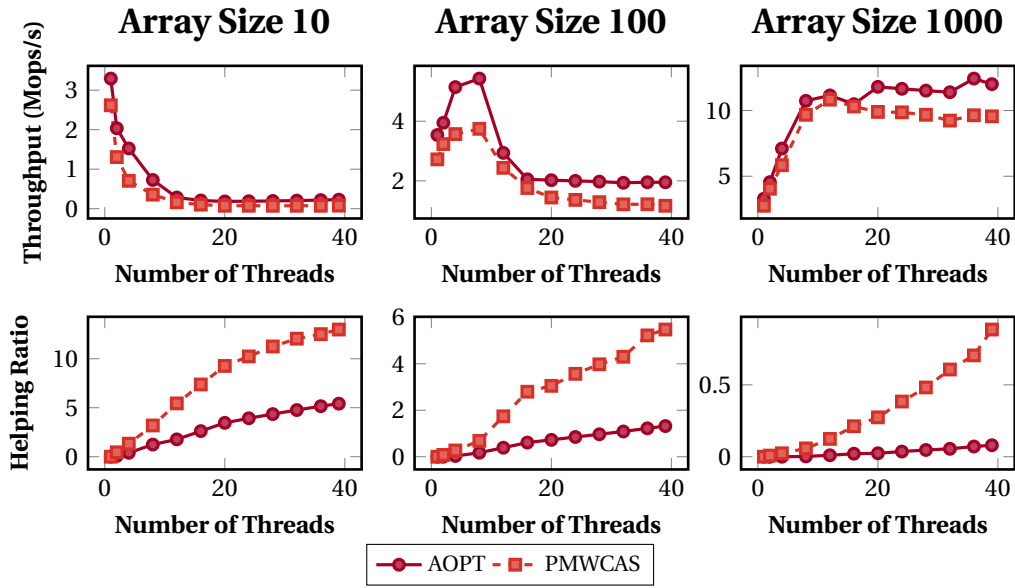 Array Size 10
Array Size 100
Array Size 1000
Throughput (Mops/s)
3
2
1
0
0
20
40
Number of Threads
4
2
0
20
40
Number of Threads
10
5
0
20
40
Number of Threads
Helping Ratio
10
5
0
0
20
40
Number of Threads
6
4
2
0
0
20
40
Number of Threads
0.5
0
0
20
40
Number of Threads
AOPT
PMWCAS